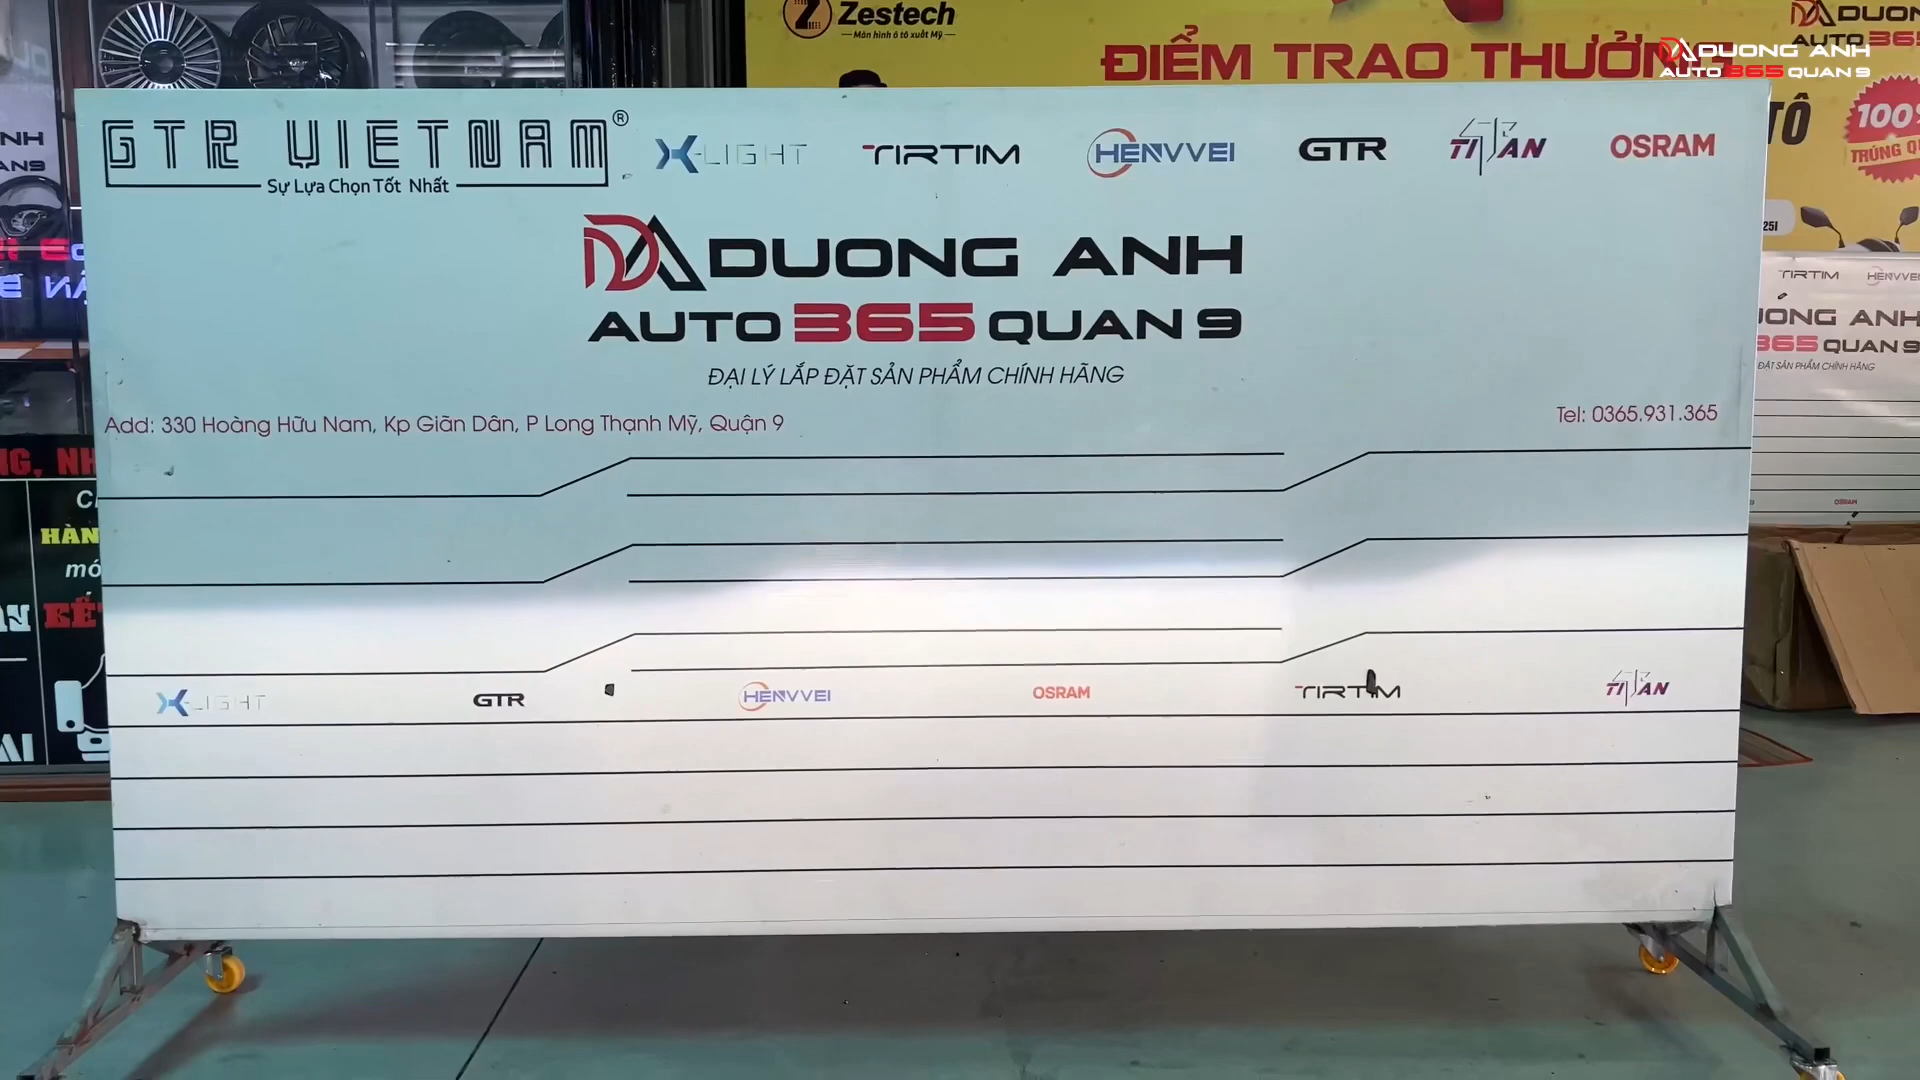 Zestech
Màn hình ô tô xuất Mỹ
ĐIỂM TRAO THƯỞNG
DUONG ANH
AUTO 365 QUAN 9
100%
TRÚNG
GTR VIETNAM®
Sự Lựa Chọn Tốt Nhất
X-LIGHT
TIRTIM
HENVVEI
GTR
TITAN
OSRAM
DA DUONG ANH
AUTO 365 QUAN 9
ĐẠI LÝ LẮP ĐẶT SẢN PHẨM CHÍNH HÃNG
Add: 330 Hoàng Hữu Nam, Kp Giãn Dân, P Long Thạnh Mỹ, Quận 9
Tel: 0365.931.365
X-LIGHT
GTR
HENVVEI
OSRAM
TIRTIM
TITAN
TIRTIM
HENVVEI
ANH
365 QUAN 9
ĐẶT SẢN PHẨM CHÍNH HÃNG
OSRAM